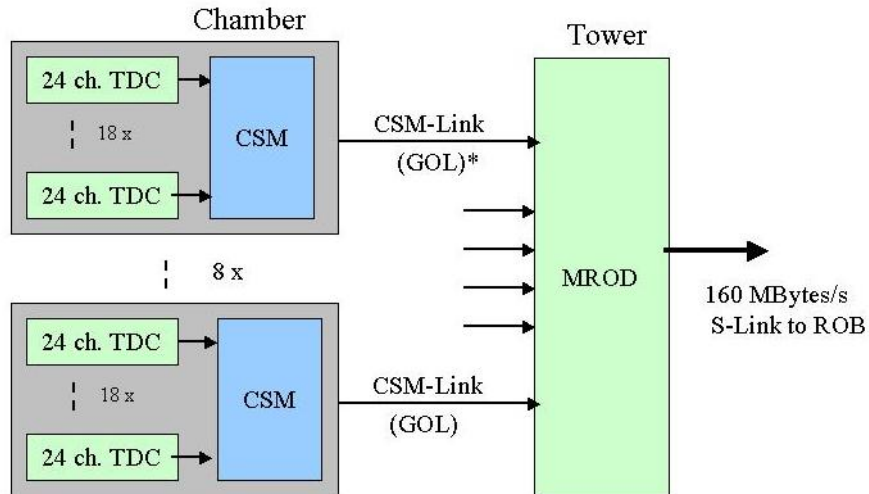 Chamber
Tower
24 ch. TDC
18 x
24 ch. TDC
CSM
CSM-Link
(GOL)*
8 x
MROD
160 MBytes/s
S-Link to ROB
24 ch. TDC
18 x
24 ch. TDC
CSM
CSM-Link
(GOL)